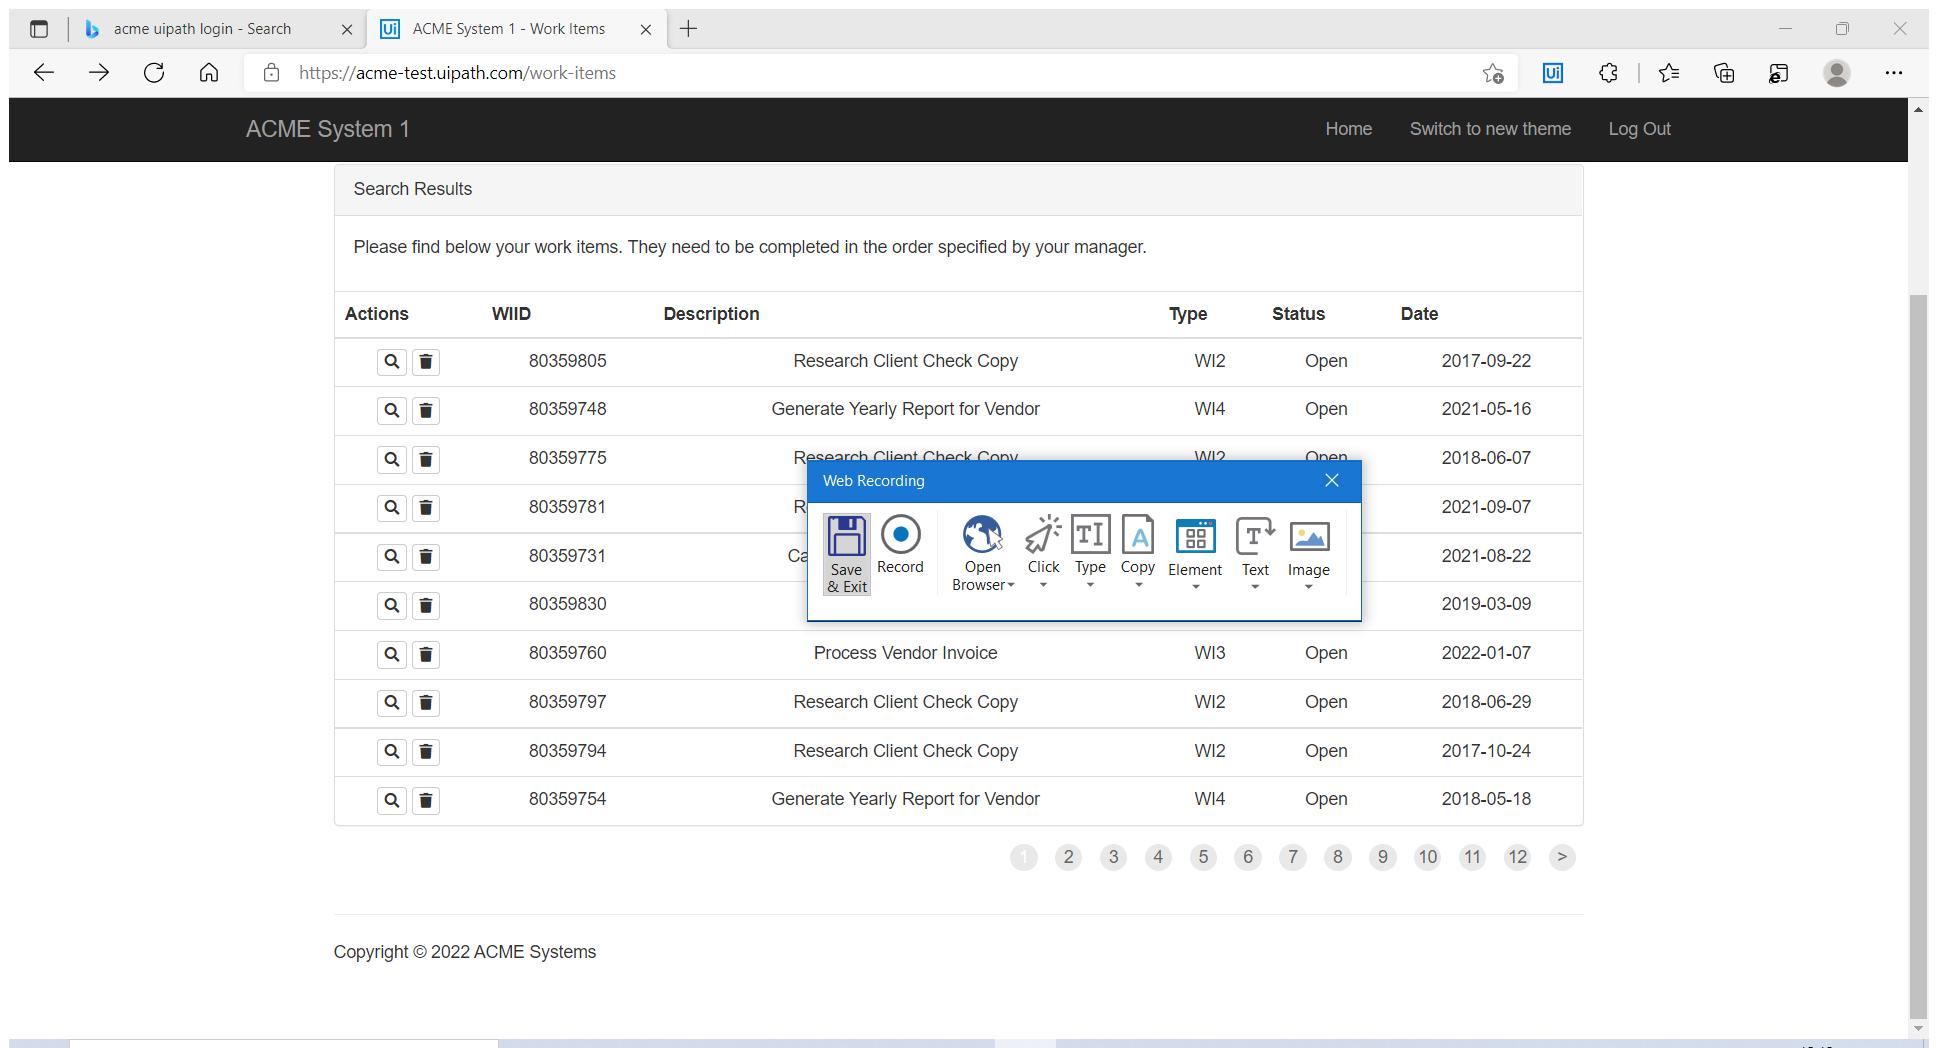 acme uipath login - Search
Ui ACME System 1 - Work Items
https://acme-test.uipath.com/work-items
Ui
ACME System 1 Home Switch to new theme Log Out
Search Results
Please find below your work items. They need to be completed in the order specified by your manager.
Actions WIID Description Type Status Date
80359805 Research Client Check Copy WI2 Open 2017-09-22
80359748 Generate Yearly Report for Vendor WI4 Open 2021-05-16
80359775 Research Client Check Copy WI2 Open 2018-06-07
80359781 2021-09-07
80359731 2021-08-22
80359830 2019-03-09
Web Recording
Save & Exit Record Open Browser Click Type Copy Element Text Image
80359760 Process Vendor Invoice WI3 Open 2022-01-07
80359797 Research Client Check Copy WI2 Open 2018-06-29
80359794 Research Client Check Copy WI2 Open 2017-10-24
80359754 Generate Yearly Report for Vendor WI4 Open 2018-05-18
1 2 3 4 5 6 7 8 9 10 11 12 >
Copyright © 2022 ACME Systems